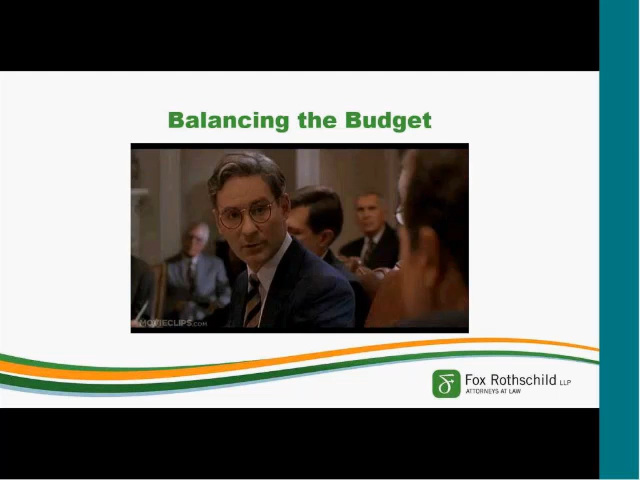 Balancing the Budget
MOVIECLIPS.COM
Fox Rothschild LLP
ATTORNEYS AT LAW